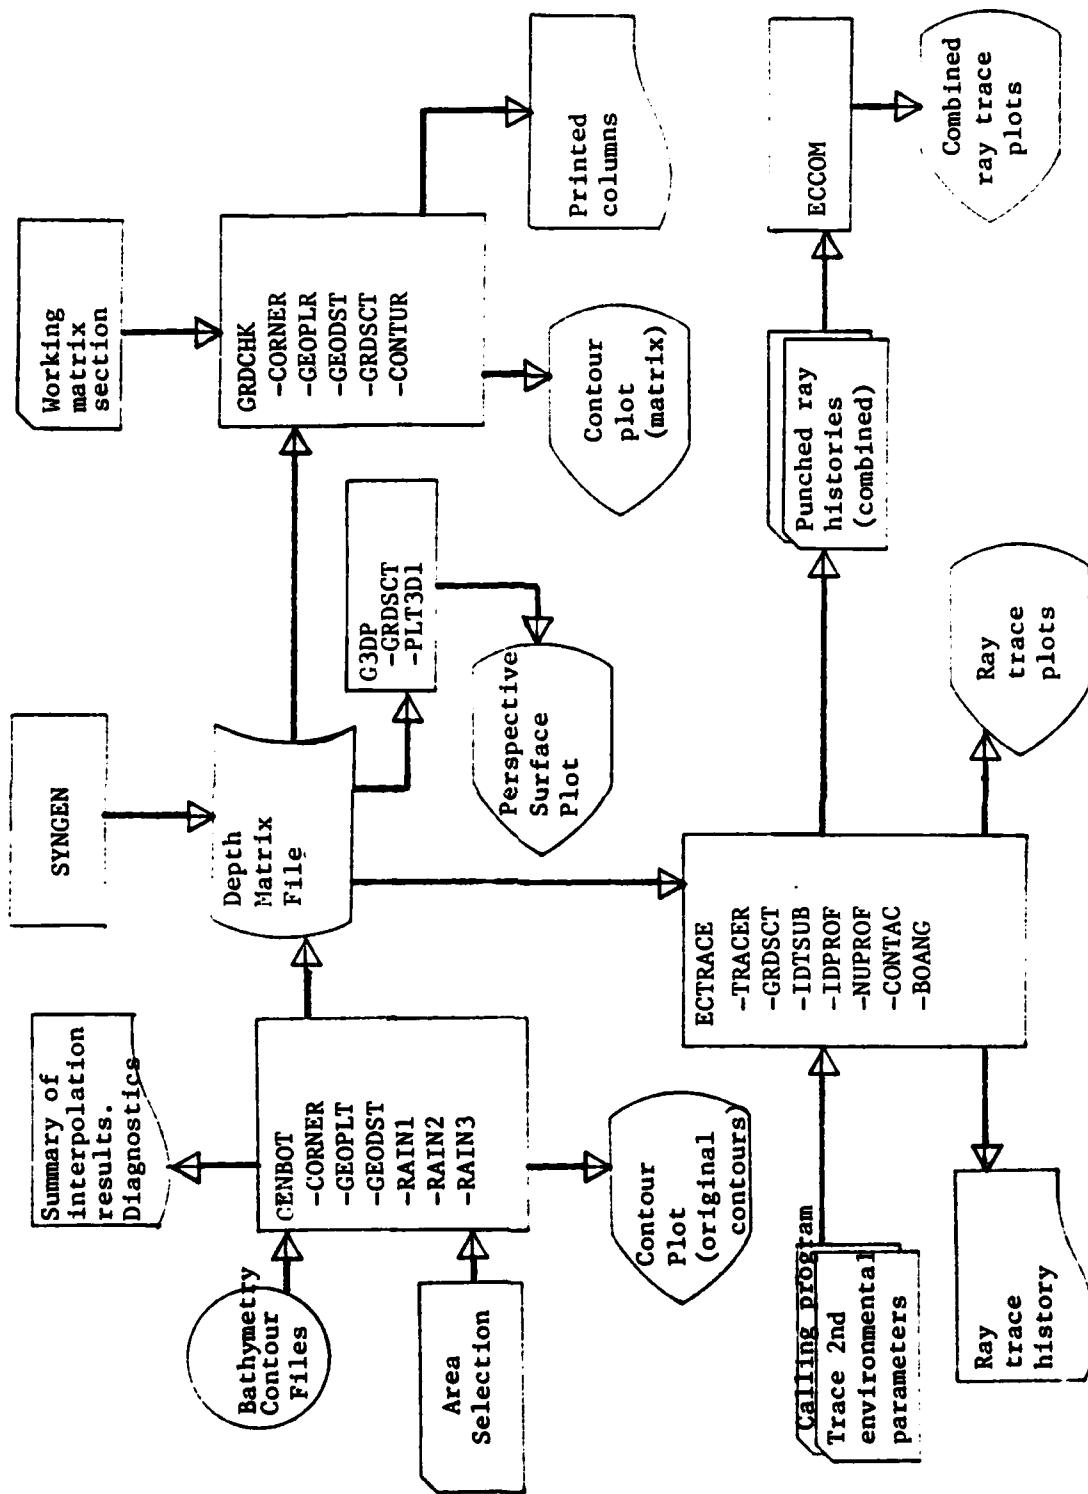 Summary of
interpolation
results.
Diagnostics
SYNGEN
Working
matrix
section
Bathymetry
Contour
Files
GENBOT
-CORNER
-GEOPLT
-GEODST
-RAIN1
-RAIN2
-RAIN3
Depth
Matrix
File
GRDCHK
-CORNER
-GEOPLR
-GEODST
-GRDSCT
-CONTUR
Area
Selection
G3DP
-GRDSCT
-PLT3D1
Printed
columns
Contour
Plot
(original
contours)
Perspective
Surface
Plot
Contour
plot
(matrix)
Calling program
Trace 2nd
environmental
parameters
ECTRACE
-TRACER
-GRDSCT
-IDTSUB
-IDPROF
-NUPROF
-CONTAC
-BOANG
Punched ray
histories
(combined)
ECCOM
Ray
trace
history
Ray
trace
plots
Combined
ray trace
plots